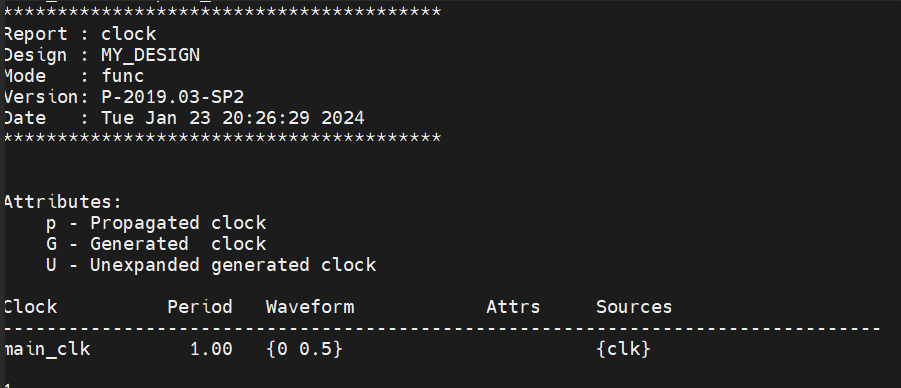 ****************************************
Report : clock
Design : MY_DESIGN
Mode   : func
Version: P-2019.03-SP2
Date   : Tue Jan 23 20:26:29 2024
****************************************
Attributes:
    p - Propagated clock
    G - Generated  clock
    U - Unexpanded generated clock
Clock          Period   Waveform            Attrs     Sources
--------------------------------------------------------------------------------
main_clk         1.00   {0 0.5}                       {clk}